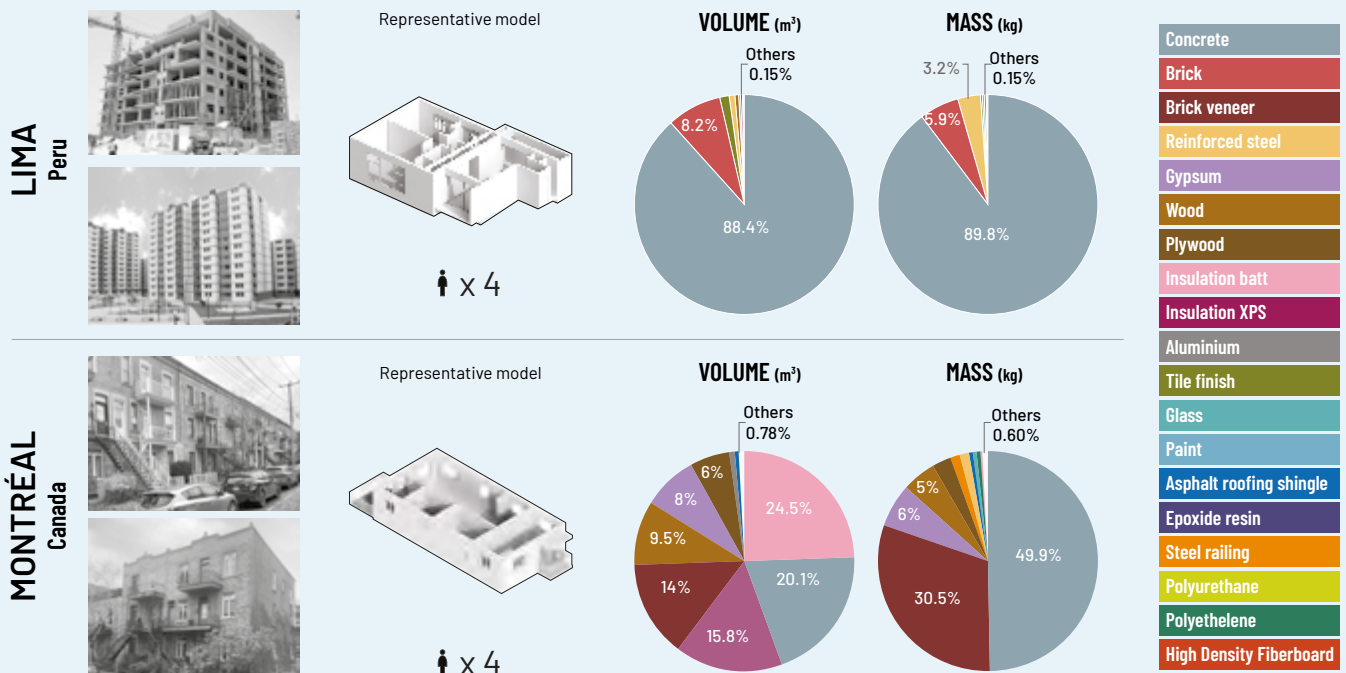 LIMA
Peru
Representative model
x 4
VOLUME (m³)
Others
0.15%
8.2%
88.4%
MASS (kg)
3.2%
Others
0.15%
5.9%
89.8%
MONTRÉAL
Canada
Representative model
x 4
VOLUME (m³)
Others
0.78%
6%
8%
9.5%
14%
15.8%
20.1%
24.5%
MASS (kg)
Others
0.60%
5%
6%
30.5%
49.9%
Concrete
Brick
Brick veneer
Reinforced steel
Gypsum
Wood
Plywood
Insulation batt
Insulation XPS
Aluminium
Tile finish
Glass
Paint
Asphalt roofing shingle
Epoxide resin
Steel railing
Polyurethane
Polyethelene
High Density Fiberboard